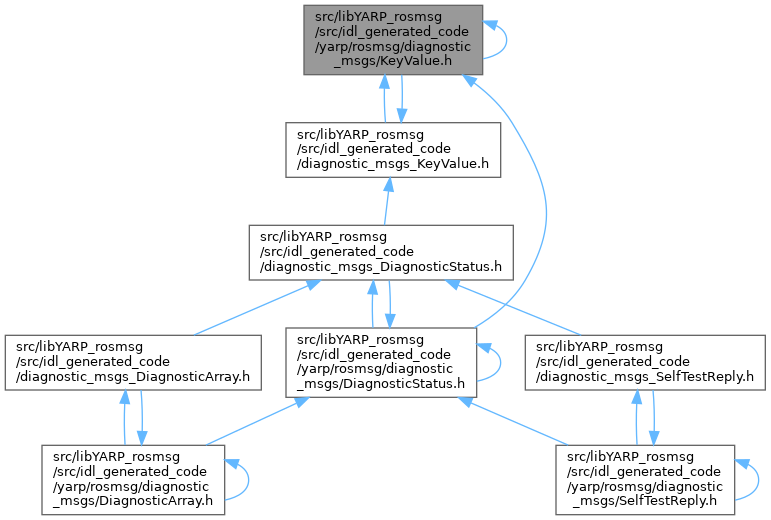 src/libYARP_rosmsg
/src/idl_generated_code
/yarp/rosmsg/diagnostic
_msgs/KeyValue.h
src/libYARP_rosmsg
/src/idl_generated_code
/diagnostic_msgs_KeyValue.h
src/libYARP_rosmsg
/src/idl_generated_code
/diagnostic_msgs_DiagnosticStatus.h
src/libYARP_rosmsg
/src/idl_generated_code
/diagnostic_msgs_DiagnosticArray.h
src/libYARP_rosmsg
/src/idl_generated_code
/yarp/rosmsg/diagnostic
_msgs/DiagnosticStatus.h
src/libYARP_rosmsg
/src/idl_generated_code
/diagnostic_msgs_SelfTestReply.h
src/libYARP_rosmsg
/src/idl_generated_code
/yarp/rosmsg/diagnostic
_msgs/DiagnosticArray.h
src/libYARP_rosmsg
/src/idl_generated_code
/yarp/rosmsg/diagnostic
_msgs/SelfTestReply.h